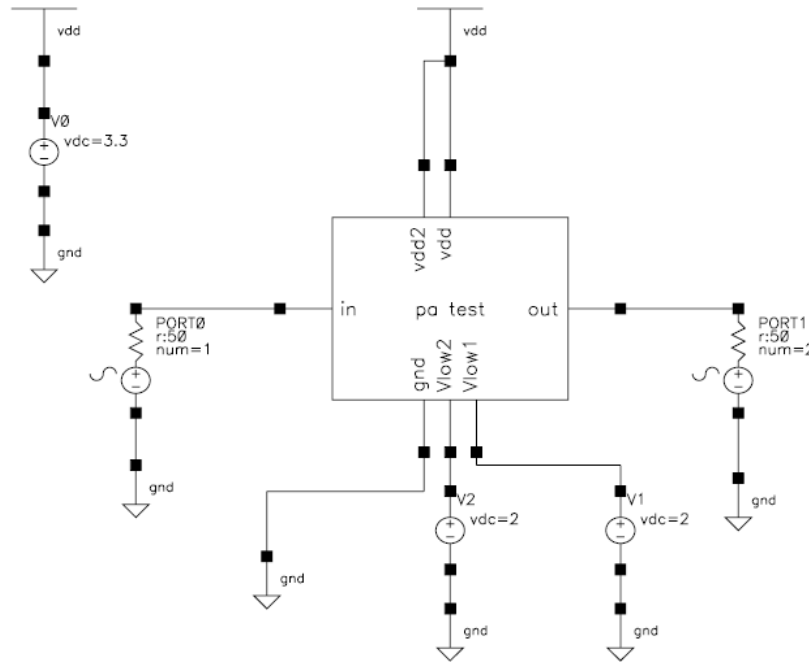 vdd
vdd
V0
vdc=3.3
gnd
vdd2
vdd
in
pa test
out
PORT0
r:50
num=1
PORT1
r:50
num=2
gnd
Vlow2
Vlow1
gnd
gnd
V2
vdc=2
V1
vdc=2
gnd
gnd
gnd